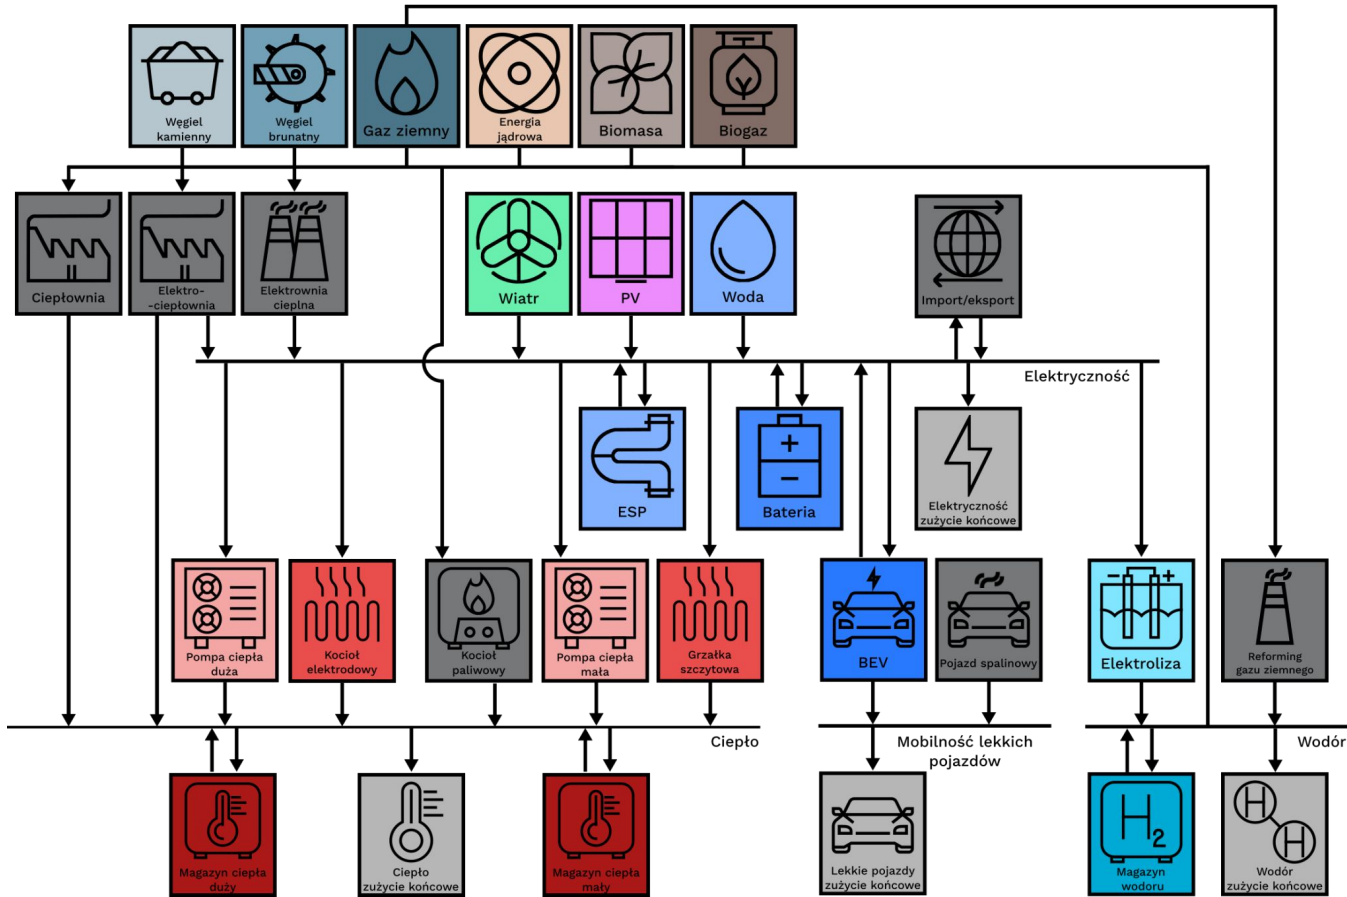 Węgiel
kamienny
Węgiel
brunatny
Gaz ziemny
Energia
jądrowa
Biomasa
Biogaz
Ciepłownia
Elektro-
-ciepłownia
Elektrownia
cieplna
Wiatr
PV
Woda
Import/eksport
Elektryczność
ESP
+
−
Bateria
Elektryczność
zużycie końcowe
Pompa ciepła
duża
Kocioł
elektrodowy
Kocioł
paliwowy
Pompa ciepła
mała
Grzałka
szczytowa
BEV
Pojazd spalinowy
− +
Elektroliza
Reforming
gazu ziemnego
Ciepło
Mobilność lekkich
pojazdów
Wodór
Magazyn ciepła
duży
Ciepło
zużycie końcowe
Magazyn ciepła
mały
Lekkie pojazdy
zużycie końcowe
H2
Magazyn
wodoru
H
H
Wodór
zużycie końcowe